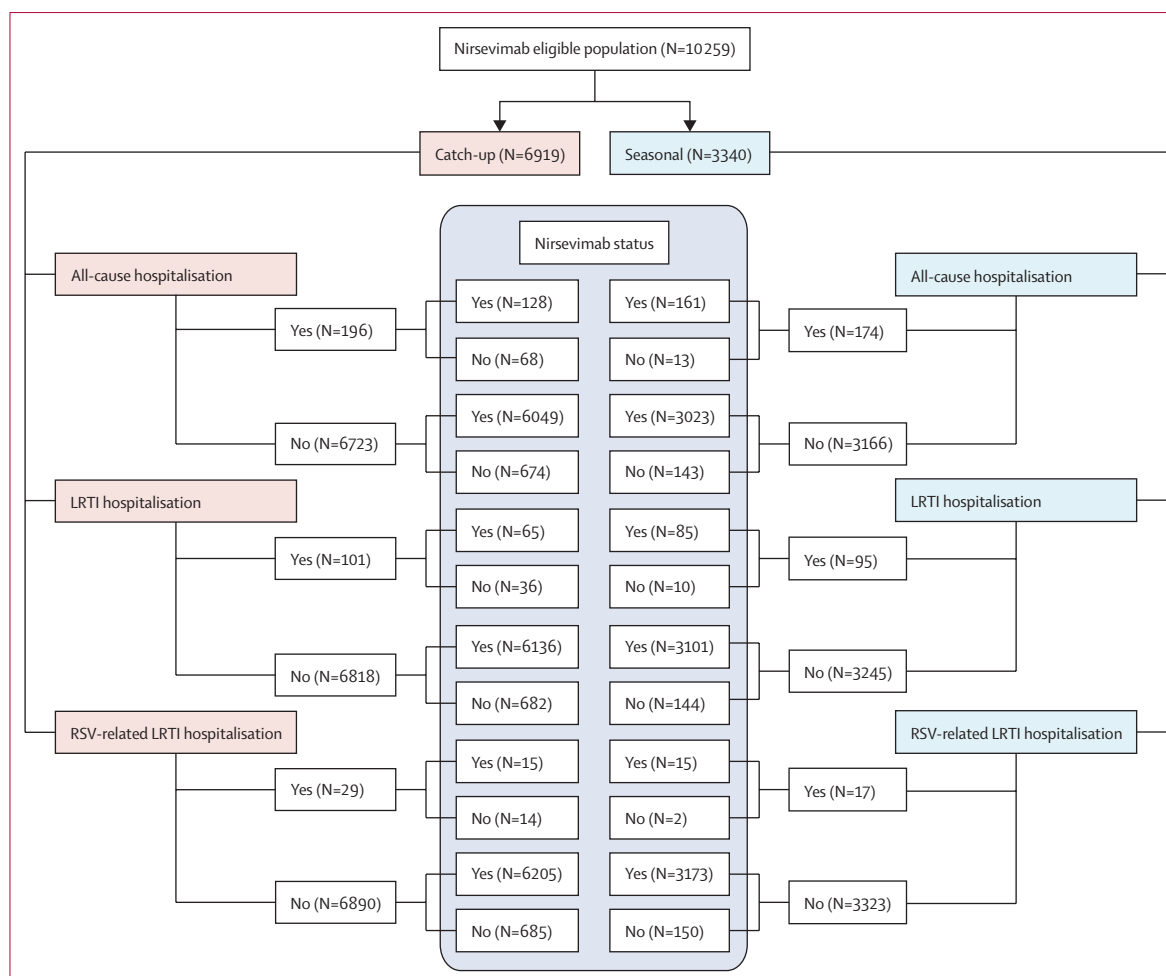 Nirsevimab eligible population (N=10259)
Catch-up (N=6919)
Seasonal (N=3340)
Nirsevimab status
All-cause hospitalisation
All-cause hospitalisation
Yes (N=128)
Yes (N=161)
Yes (N=196)
Yes (N=174)
No (N=68)
No (N=13)
Yes (N=6049)
Yes (N=3023)
No (N=6723)
No (N=3166)
No (N=674)
No (N=143)
LRTI hospitalisation
LRTI hospitalisation
Yes (N=65)
Yes (N=85)
Yes (N=101)
Yes (N=95)
No (N=36)
No (N=10)
Yes (N=6136)
Yes (N=3101)
No (N=6818)
No (N=3245)
No (N=682)
No (N=144)
RSV-related LRTI hospitalisation
RSV-related LRTI hospitalisation
Yes (N=15)
Yes (N=15)
Yes (N=29)
Yes (N=17)
No (N=14)
No (N=2)
Yes (N=6205)
Yes (N=3173)
No (N=6890)
No (N=3323)
No (N=685)
No (N=150)